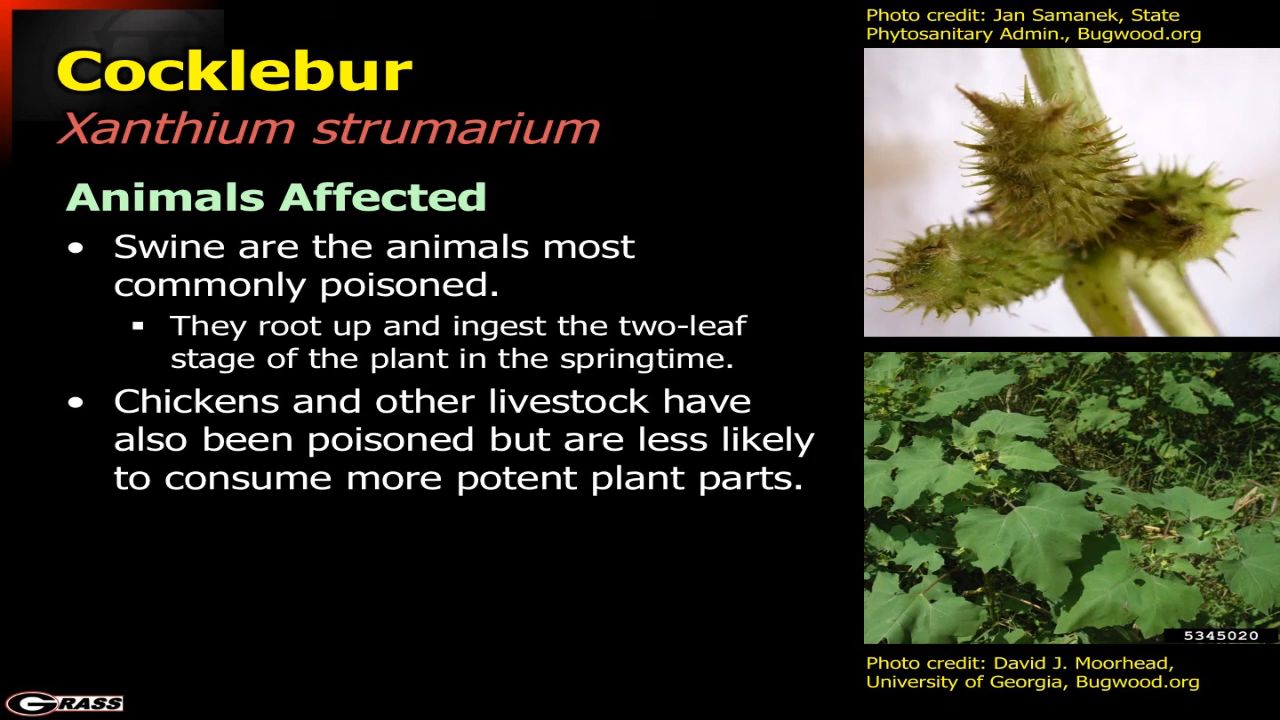 Photo credit: Jan Samanek, State
Phytosanitary Admin., Bugwood.org
Cocklebur
Xanthium strumarium
Animals Affected
• Swine are the animals most
commonly poisoned.
▪ They root up and ingest the two-leaf
stage of the plant in the springtime.
• Chickens and other livestock have
also been poisoned but are less likely
to consume more potent plant parts.
5345020
Photo credit: David J. Moorhead,
University of Georgia, Bugwood.org
GRASS